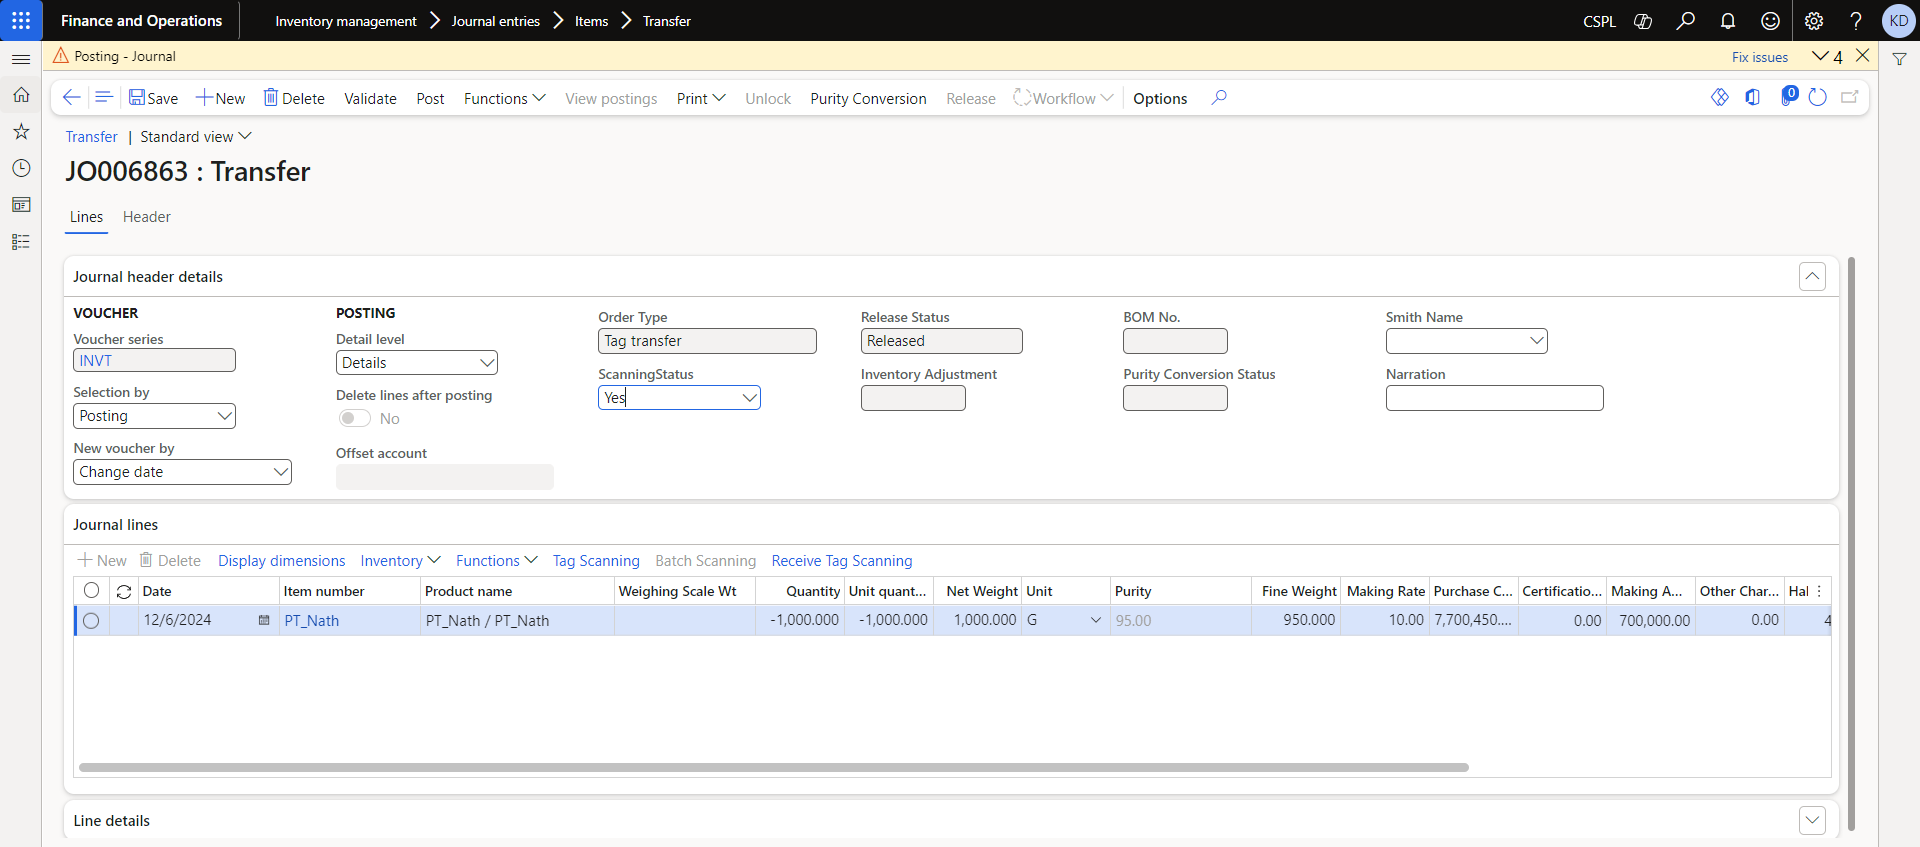 Finance and Operations
Inventory management Journal entries Items Transfer
CSPL
KD
Posting - Journal
Fix issues
4
Save New Delete Validate Post Functions View postings Print Unlock Purity Conversion Release Workflow Options
0
Transfer | Standard view
JO006863 : Transfer
Lines Header
Journal header details
VOUCHER
Voucher series
INVT
Selection by
Posting
New voucher by
Change date
POSTING
Detail level
Details
Delete lines after posting
No
Offset account
Order Type
Tag transfer
ScanningStatus
Yes
Release Status
Released
Inventory Adjustment
BOM No.
Purity Conversion Status
Smith Name
Narration
Journal lines
New Delete Display dimensions Inventory Functions Tag Scanning Batch Scanning Receive Tag Scanning
Date Item number Product name Weighing Scale Wt Quantity Unit quant... Net Weight Unit Purity Fine Weight Making Rate Purchase C... Certificatio... Making A... Other Char... Hal
12/6/2024 PT_Nath PT_Nath / PT_Nath -1,000.000 -1,000.000 1,000.000 G 95.00 950.000 10.00 7,700,450.... 0.00 700,000.00 0.00 4
Line details